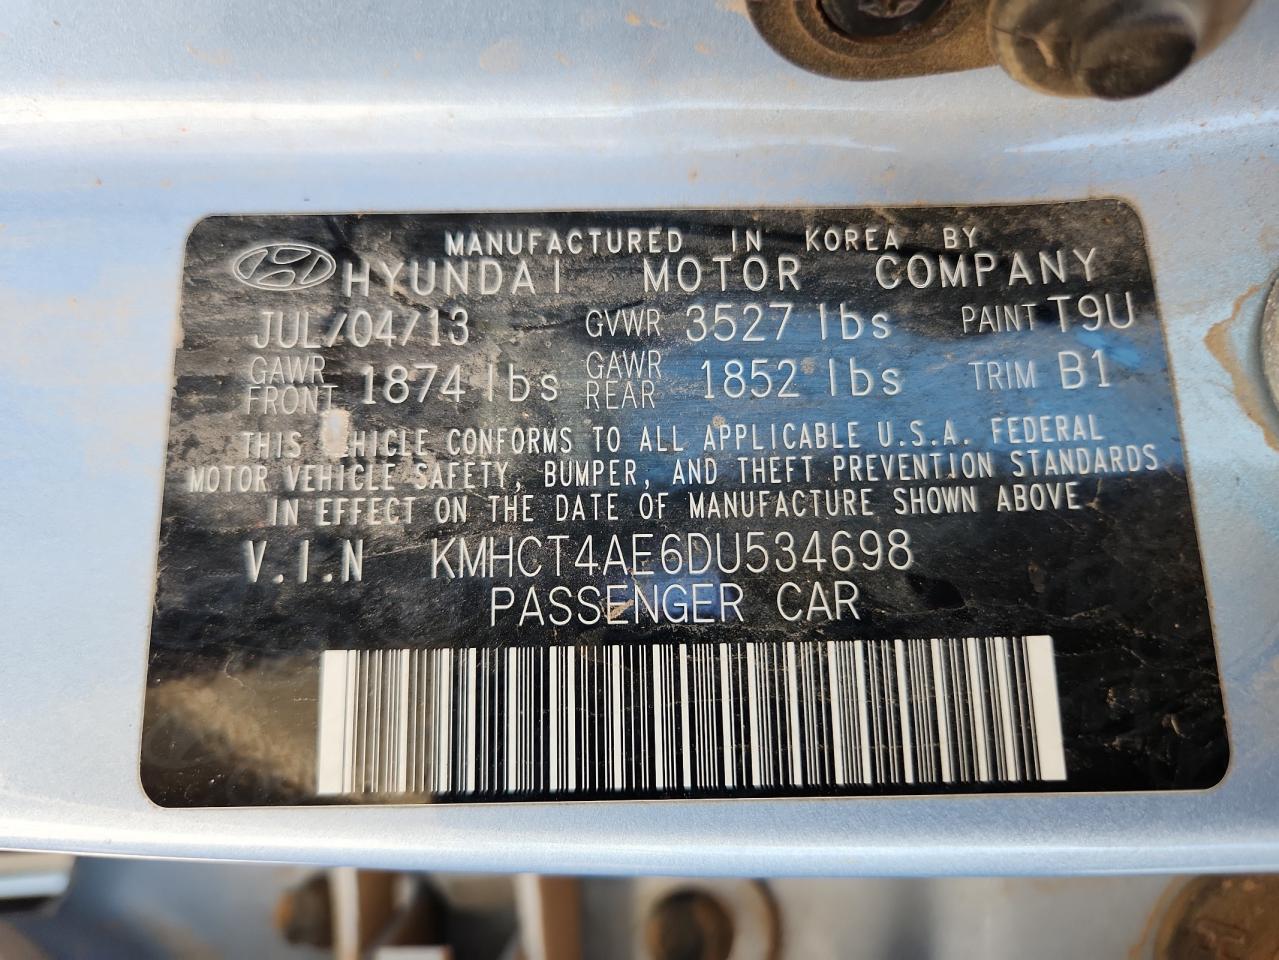 MANUFACTURED IN KOREA BY
HYUNDAI MOTOR COMPANY
JUL/04/13 GVWR 3527 lbs PAINT T9U
GAWR FRONT 1874 lbs GAWR REAR 1852 lbs TRIM B1
THIS VEHICLE CONFORMS TO ALL APPLICABLE U.S.A. FEDERAL
MOTOR VEHICLE SAFETY, BUMPER, AND THEFT PREVENTION STANDARDS
IN EFFECT ON THE DATE OF MANUFACTURE SHOWN ABOVE
V.I.N KMHCT4AE6DU534698
PASSENGER CAR